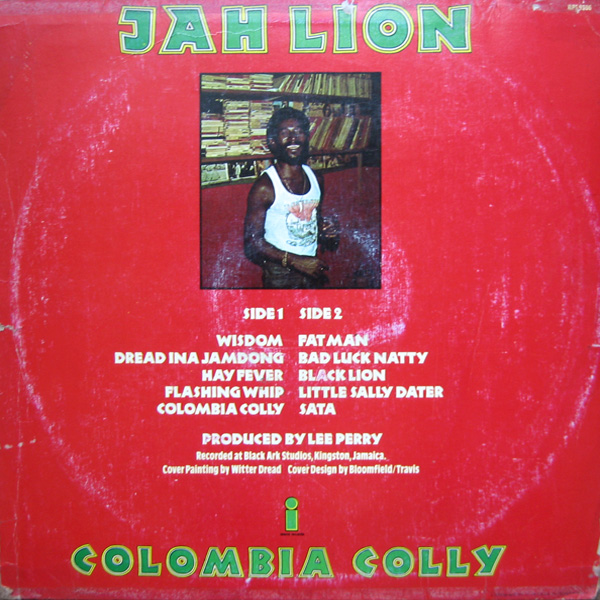 JAH LION
SIDE 1 SIDE 2
WISDOM FAT MAN
DREAD INA JAMDONG BAD LUCK NATTY
HAY FEVER BLACK LION
FLASHING WHIP LITTLE SALLY DATER
COLOMBIA COLLY SATA
PRODUCED BY LEE PERRY
Recorded at Black Ark Studios, Kingston, Jamaica.
Cover Painting by Witter Dread Cover Design by Bloomfield/Travis
i
COLOMBIA COLLY